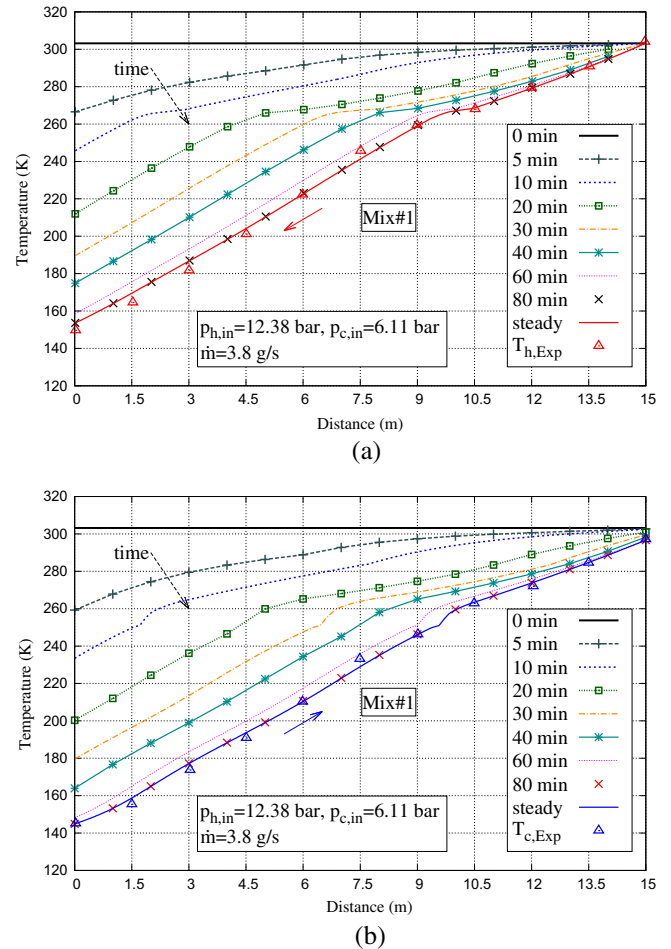 (a)
320
300
280
260
240
220
200
180
160
140
120
Temperature (K)
time
Mix#1
p_h,in=12.38 bar, p_c,in=6.11 bar
ṁ=3.8 g/s
0 min
5 min
10 min
20 min
30 min
40 min
60 min
80 min
steady
T_h,Exp
0 1.5 3 4.5 6 7.5 9 10.5 12 13.5 15
Distance (m)
(a)
320
300
280
260
240
220
200
180
160
140
120
Temperature (K)
time
Mix#1
p_h,in=12.38 bar, p_c,in=6.11 bar
ṁ=3.8 g/s
0 min
5 min
10 min
20 min
30 min
40 min
60 min
80 min
steady
T_c,Exp
0 1.5 3 4.5 6 7.5 9 10.5 12 13.5 15
Distance (m)
(b)